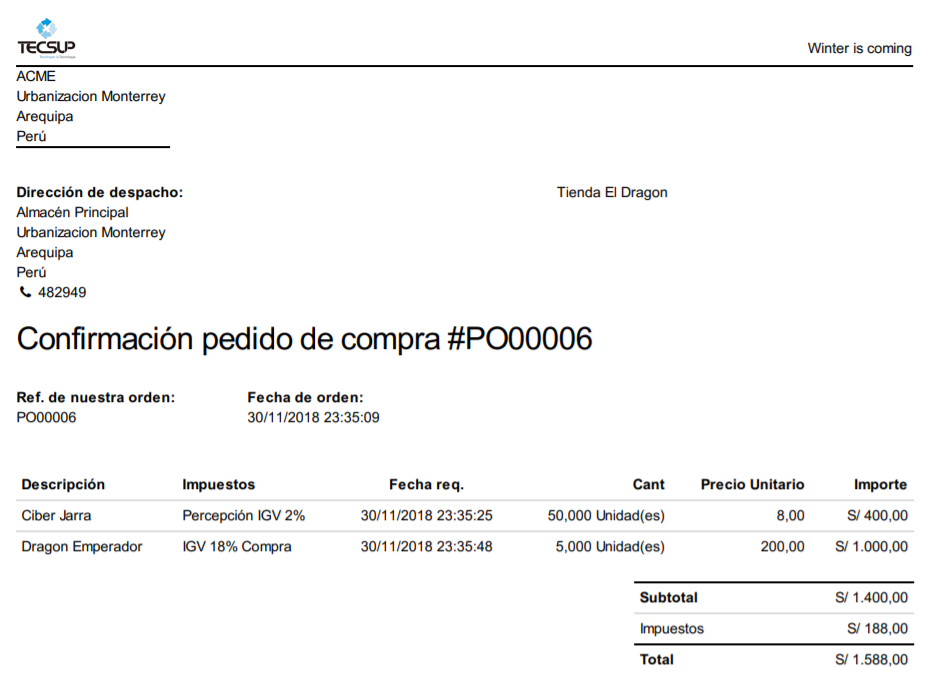 TECSUP
Winter is coming
ACME
Urbanizacion Monterrey
Arequipa
Perú
Dirección de despacho:
Tienda El Dragon
Almacén Principal
Urbanizacion Monterrey
Arequipa
Perú
482949
Confirmación pedido de compra #PO00006
Ref. de nuestra orden: Fecha de orden:
PO00006 30/11/2018 23:35:09
Descripción Impuestos Fecha req. Cant Precio Unitario Importe
Ciber Jarra Percepción IGV 2% 30/11/2018 23:35:25 50,000 Unidad(es) 8,00 S/ 400,00
Dragon Emperador IGV 18% Compra 30/11/2018 23:35:48 5,000 Unidad(es) 200,00 S/ 1.000,00
Subtotal S/ 1.400,00
Impuestos S/ 188,00
Total S/ 1.588,00